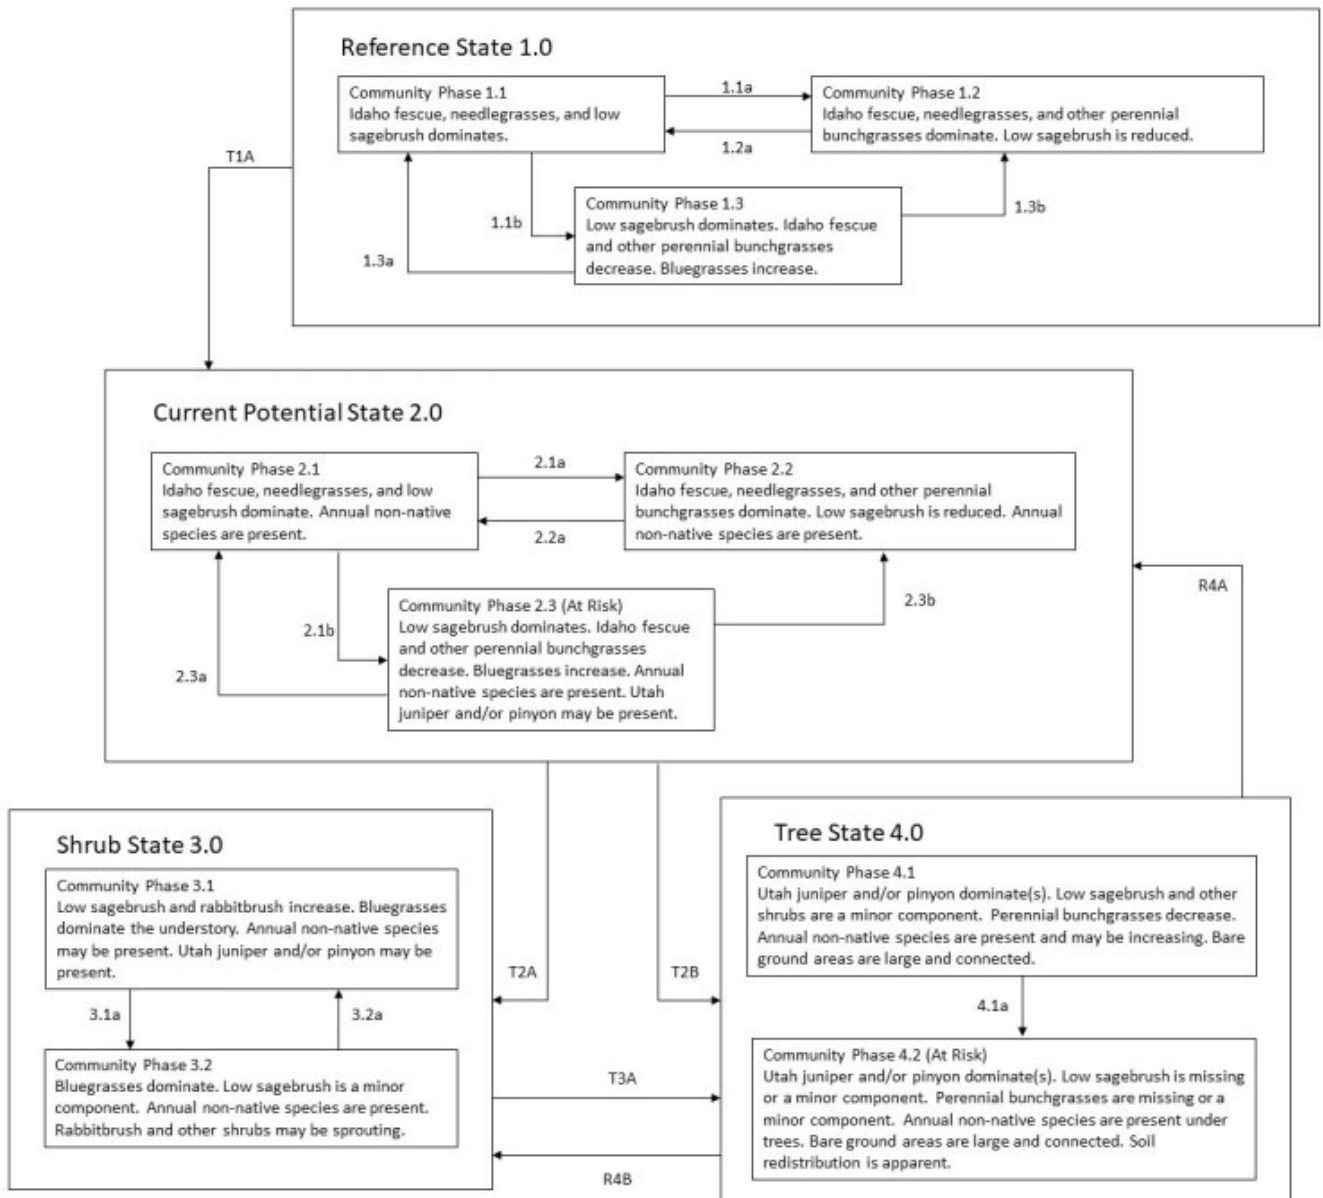 Reference State 1.0
Community Phase 1.1
Idaho fescue, needlegrasses, and low
sagebrush dominates.
1.1a
1.2a
Community Phase 1.2
Idaho fescue, needlegrasses, and other perennial
bunchgrasses dominate. Low sagebrush is reduced.
T1A
1.1b
1.3a
Community Phase 1.3
Low sagebrush dominates. Idaho fescue
and other perennial bunchgrasses
decrease. Bluegrasses increase.
1.3b
Current Potential State 2.0
Community Phase 2.1
Idaho fescue, needlegrasses, and low
sagebrush dominate. Annual non-native
species are present.
2.1a
2.2a
Community Phase 2.2
Idaho fescue, needlegrasses, and other perennial
bunchgrasses dominate. Low sagebrush is reduced. Annual
non-native species are present.
2.1b
2.3a
Community Phase 2.3 (At Risk)
Low sagebrush dominates. Idaho fescue
and other perennial bunchgrasses
decrease. Bluegrasses increase. Annual
non-native species are present. Utah
juniper and/or pinyon may be present.
2.3b
R4A
Shrub State 3.0
Community Phase 3.1
Low sagebrush and rabbitbrush increase. Bluegrasses
dominate the understory. Annual non-native species
may be present. Utah juniper and/or pinyon may be
present.
3.1a
3.2a
Community Phase 3.2
Bluegrasses dominate. Low sagebrush is a minor
component. Annual non-native species are present.
Rabbitbrush and other shrubs may be sprouting.
T2A
T2B
T3A
R4B
Tree State 4.0
Community Phase 4.1
Utah juniper and/or pinyon dominate(s). Low sagebrush and other
shrubs are a minor component. Perennial bunchgrasses decrease.
Annual non-native species are present and may be increasing. Bare
ground areas are large and connected.
4.1a
Community Phase 4.2 (At Risk)
Utah juniper and/or pinyon dominate(s). Low sagebrush is missing
or a minor component. Perennial bunchgrasses are missing or a
minor component. Annual non-native species are present under
trees. Bare ground areas are large and connected. Soil
redistribution is apparent.